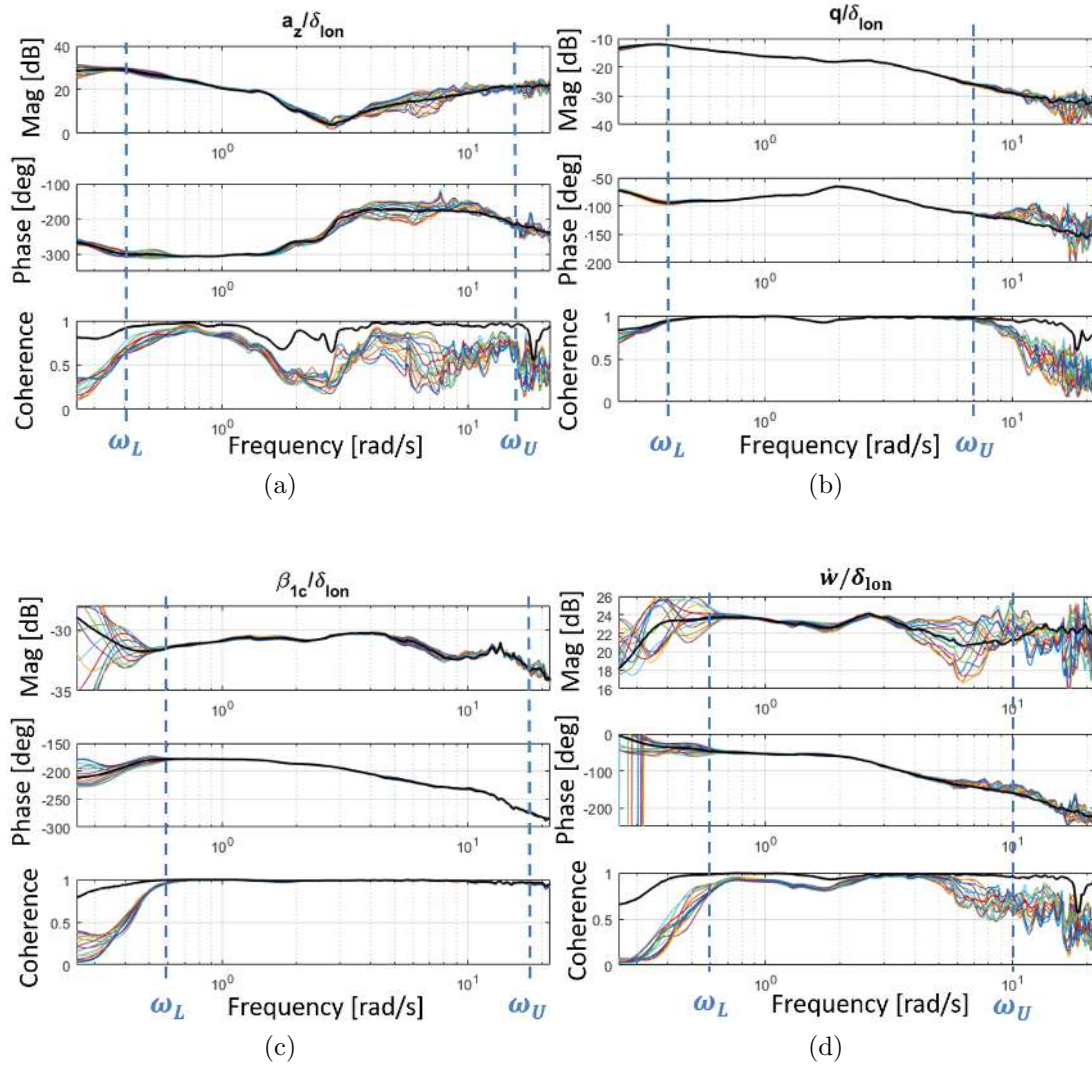 a_z/δ_lon
Mag [dB]
40
20
0
10^0
10^1
Phase [deg]
-100
-200
-300
10^0
10^1
Coherence
1
0.5
0
10^0
10^1
ω_L
Frequency [rad/s]
ω_U
(a)
q/δ_lon
Mag [dB]
-10
-20
-30
-40
10^0
10^1
Phase [deg]
-50
-100
-150
-200
10^0
10^1
Coherence
1
0.5
0
10^0
10^1
ω_L
Frequency [rad/s]
ω_U
(b)
β_1c/δ_lon
Mag [dB]
-30
-35
10^0
10^1
Phase [deg]
-150
-200
-250
-300
10^0
10^1
Coherence
1
0.5
0
10^0
10^1
ω_L
Frequency [rad/s]
ω_U
(c)
ẇ/δ_lon
Mag [dB]
26
24
22
20
18
16
10^0
10^1
Phase [deg]
0
-100
-200
10^0
10^1
Coherence
1
0.5
0
10^0
10^1
ω_L
Frequency [rad/s]
ω_U
(d)